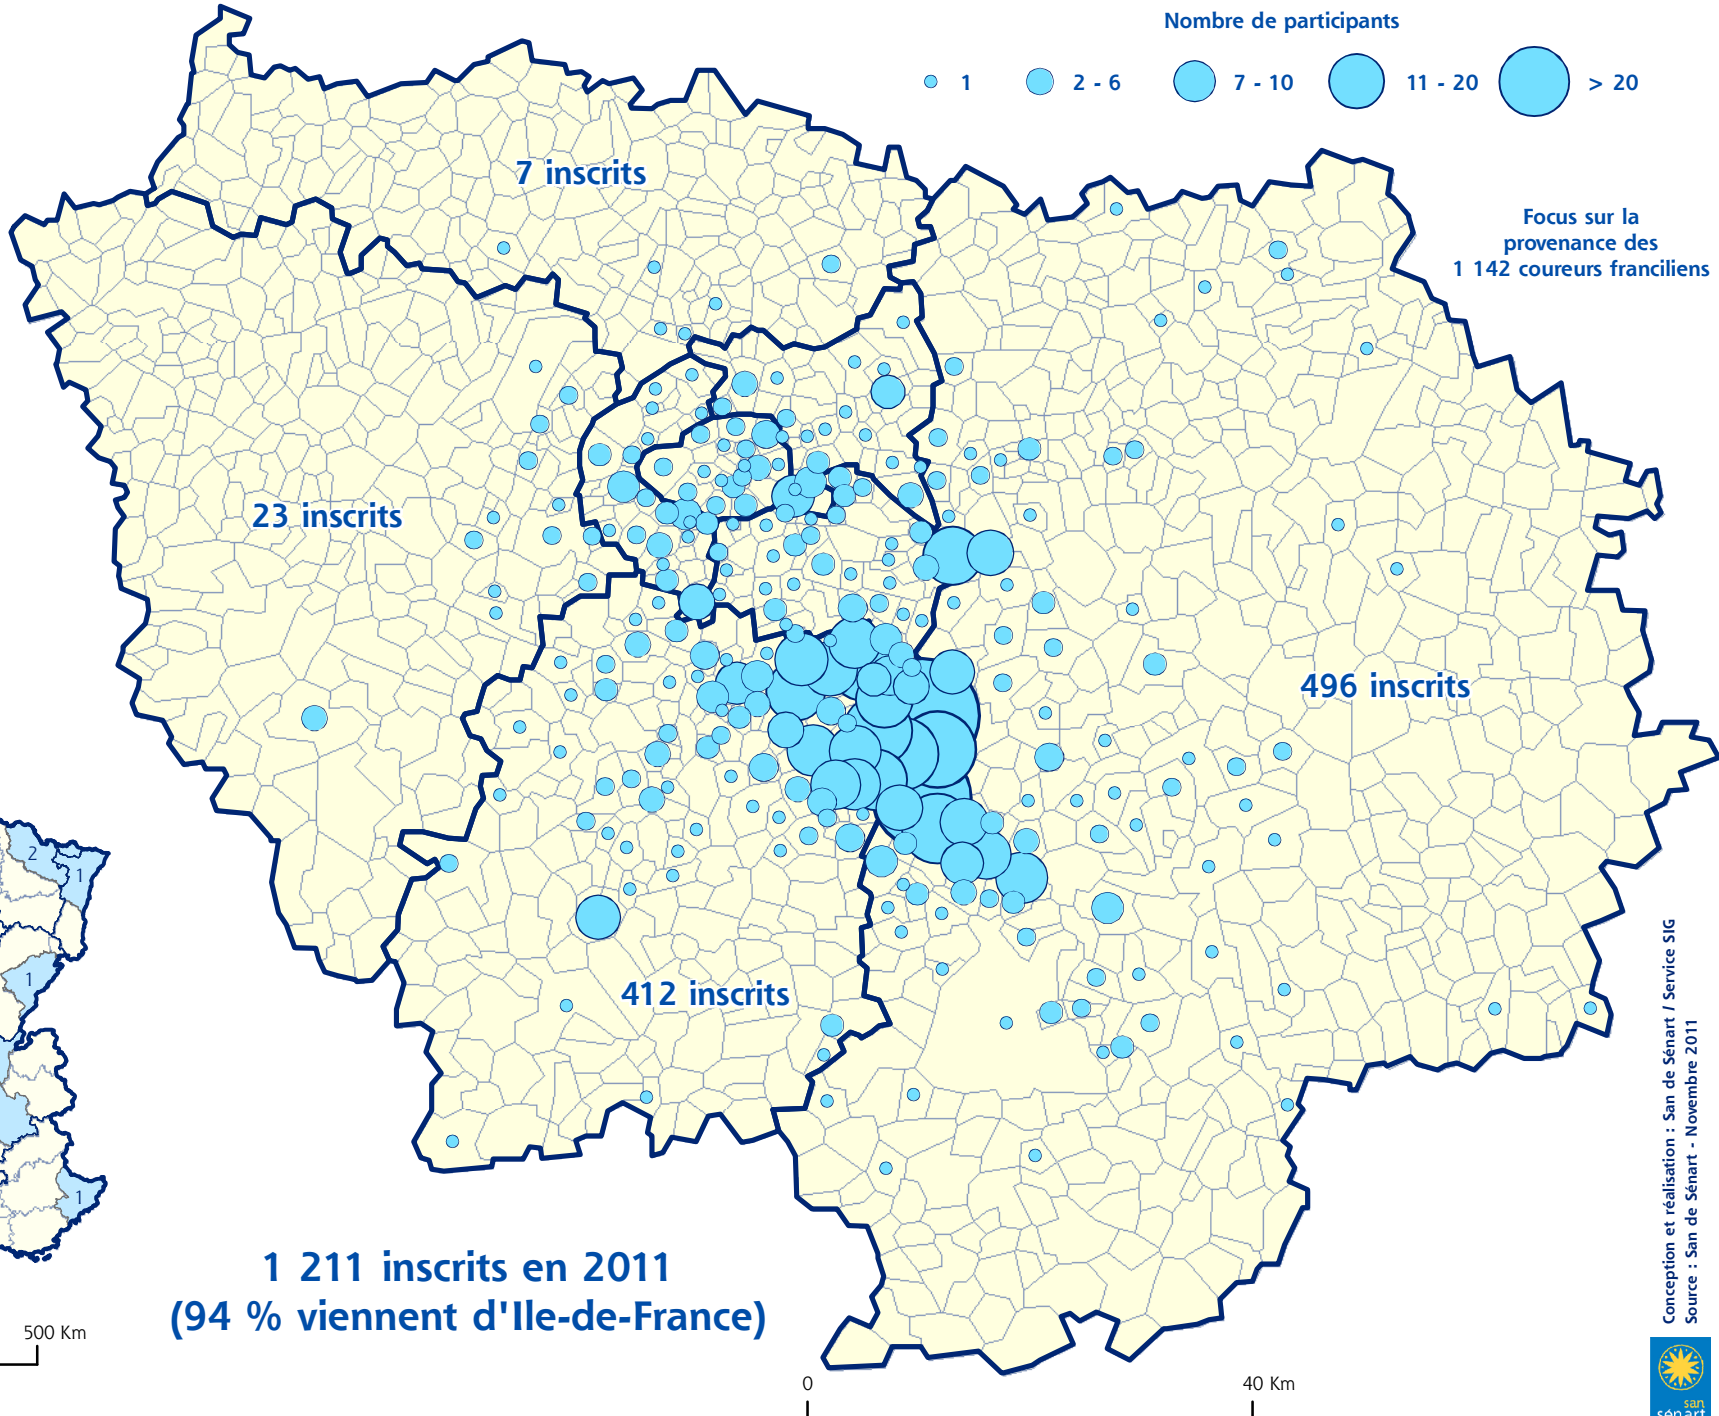 Nombre de participants
1
2 - 6
7 - 10
11 - 20
> 20
Focus sur la
provenance des
1 142 coureurs franciliens
7 inscrits
23 inscrits
496 inscrits
412 inscrits
2
1
1
1
1 211 inscrits en 2011
(94 % viennent d'Ile-de-France)
500 Km
0
40 Km
Conception et réalisation : San de Sénart / Service SIG
Source : San de Sénart - Novembre 2011
san
sénart